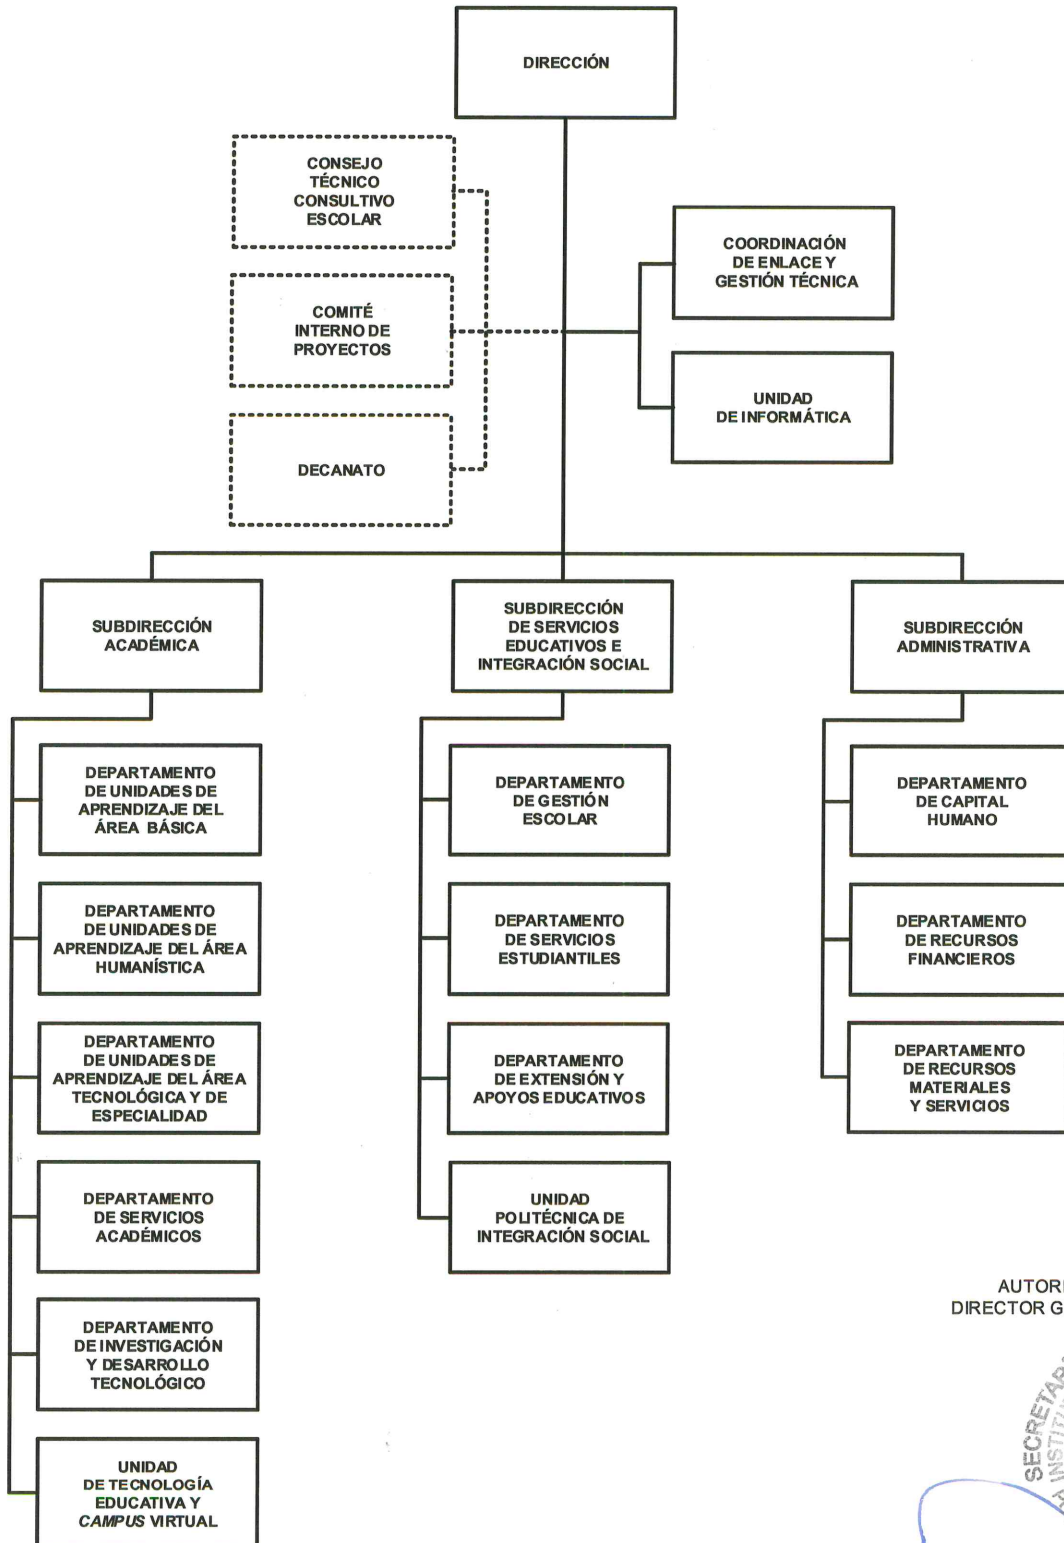 DIRECCIÓN
CONSEJO
TÉCNICO
CONSULTIVO
ESCOLAR
COMITÉ
INTERNO DE
PROYECTOS
DECANATO
COORDINACIÓN
DE ENLACE Y
GESTIÓN TÉCNICA
UNIDAD
DE INFORMÁTICA
SUBDIRECCIÓN
ACADÉMICA
DEPARTAMENTO
DE UNIDADES DE
APRENDIZAJE DEL
ÁREA BÁSICA
DEPARTAMENTO
DE UNIDADES DE
APRENDIZAJE DEL ÁREA
HUMANÍSTICA
DEPARTAMENTO
DE UNIDADES DE
APRENDIZAJE DEL ÁREA
TECNOLÓGICA Y DE
ESPECIALIDAD
DEPARTAMENTO
DE SERVICIOS
ACADÉMICOS
DEPARTAMENTO
DE INVESTIGACIÓN
Y DESARROLLO
TECNOLÓGICO
UNIDAD
DE TECNOLOGÍA
EDUCATIVA Y
CAMPUS VIRTUAL
SUBDIRECCIÓN
DE SERVICIOS
EDUCATIVOS E
INTEGRACIÓN SOCIAL
DEPARTAMENTO
DE GESTIÓN
ESCOLAR
DEPARTAMENTO
DE SERVICIOS
ESTUDIANTILES
DEPARTAMENTO
DE EXTENSIÓN Y
APOYOS EDUCATIVOS
UNIDAD
POLITÉCNICA DE
INTEGRACIÓN SOCIAL
SUBDIRECCIÓN
ADMINISTRATIVA
DEPARTAMENTO
DE CAPITAL
HUMANO
DEPARTAMENTO
DE RECURSOS
FINANCIEROS
DEPARTAMENTO
DE RECURSOS
MATERIALES
Y SERVICIOS
AUTORI
DIRECTOR G